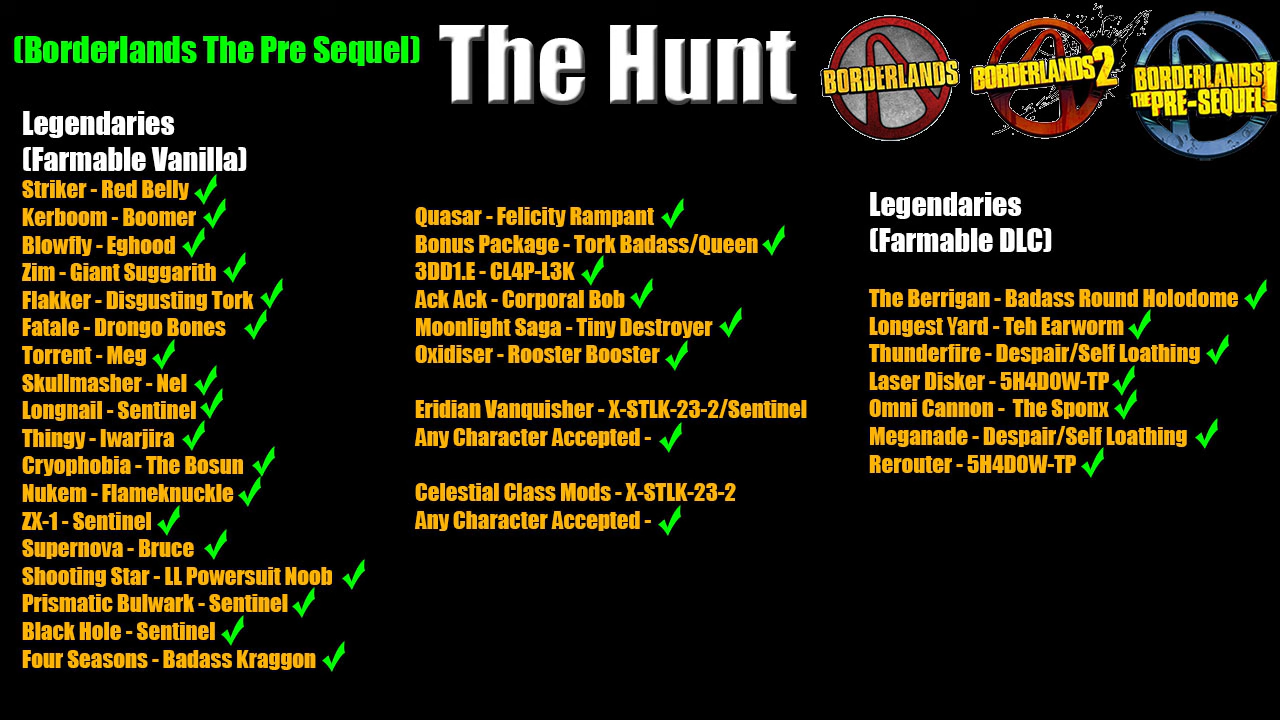 (Borderlands The Pre Sequel)
The Hunt
BORDERLANDS
BORDERLANDS 2
BORDERLANDS
THE PRE-SEQUEL!
Legendaries
(Farmable Vanilla)
Striker - Red Belly
Kerboom - Boomer
Blowfly - Eghood
Zim - Giant Suggarith
Flakker - Disgusting Tork
Fatale - Drongo Bones
Torrent - Meg
Skullmasher - Nel
Longnail - Sentinel
Thingy - Iwarjira
Cryophobia - The Bosun
Nukem - Flameknuckle
ZX-1 - Sentinel
Supernova - Bruce
Shooting Star - LL Powersuit Noob
Prismatic Bulwark - Sentinel
Black Hole - Sentinel
Four Seasons - Badass Kraggon
Quasar - Felicity Rampant
Bonus Package - Tork Badass/Queen
3DD1.E - CL4P-L3K
Ack Ack - Corporal Bob
Moonlight Saga - Tiny Destroyer
Oxidiser - Rooster Booster
Eridian Vanquisher - X-STLK-23-2/Sentinel
Any Character Accepted -
Celestial Class Mods - X-STLK-23-2
Any Character Accepted -
Legendaries
(Farmable DLC)
The Berrigan - Badass Round Holodome
Longest Yard - Teh Earworm
Thunderfire - Despair/Self Loathing
Laser Disker - 5H4D0W-TP
Omni Cannon - The Sponx
Meganade - Despair/Self Loathing
Rerouter - 5H4D0W-TP